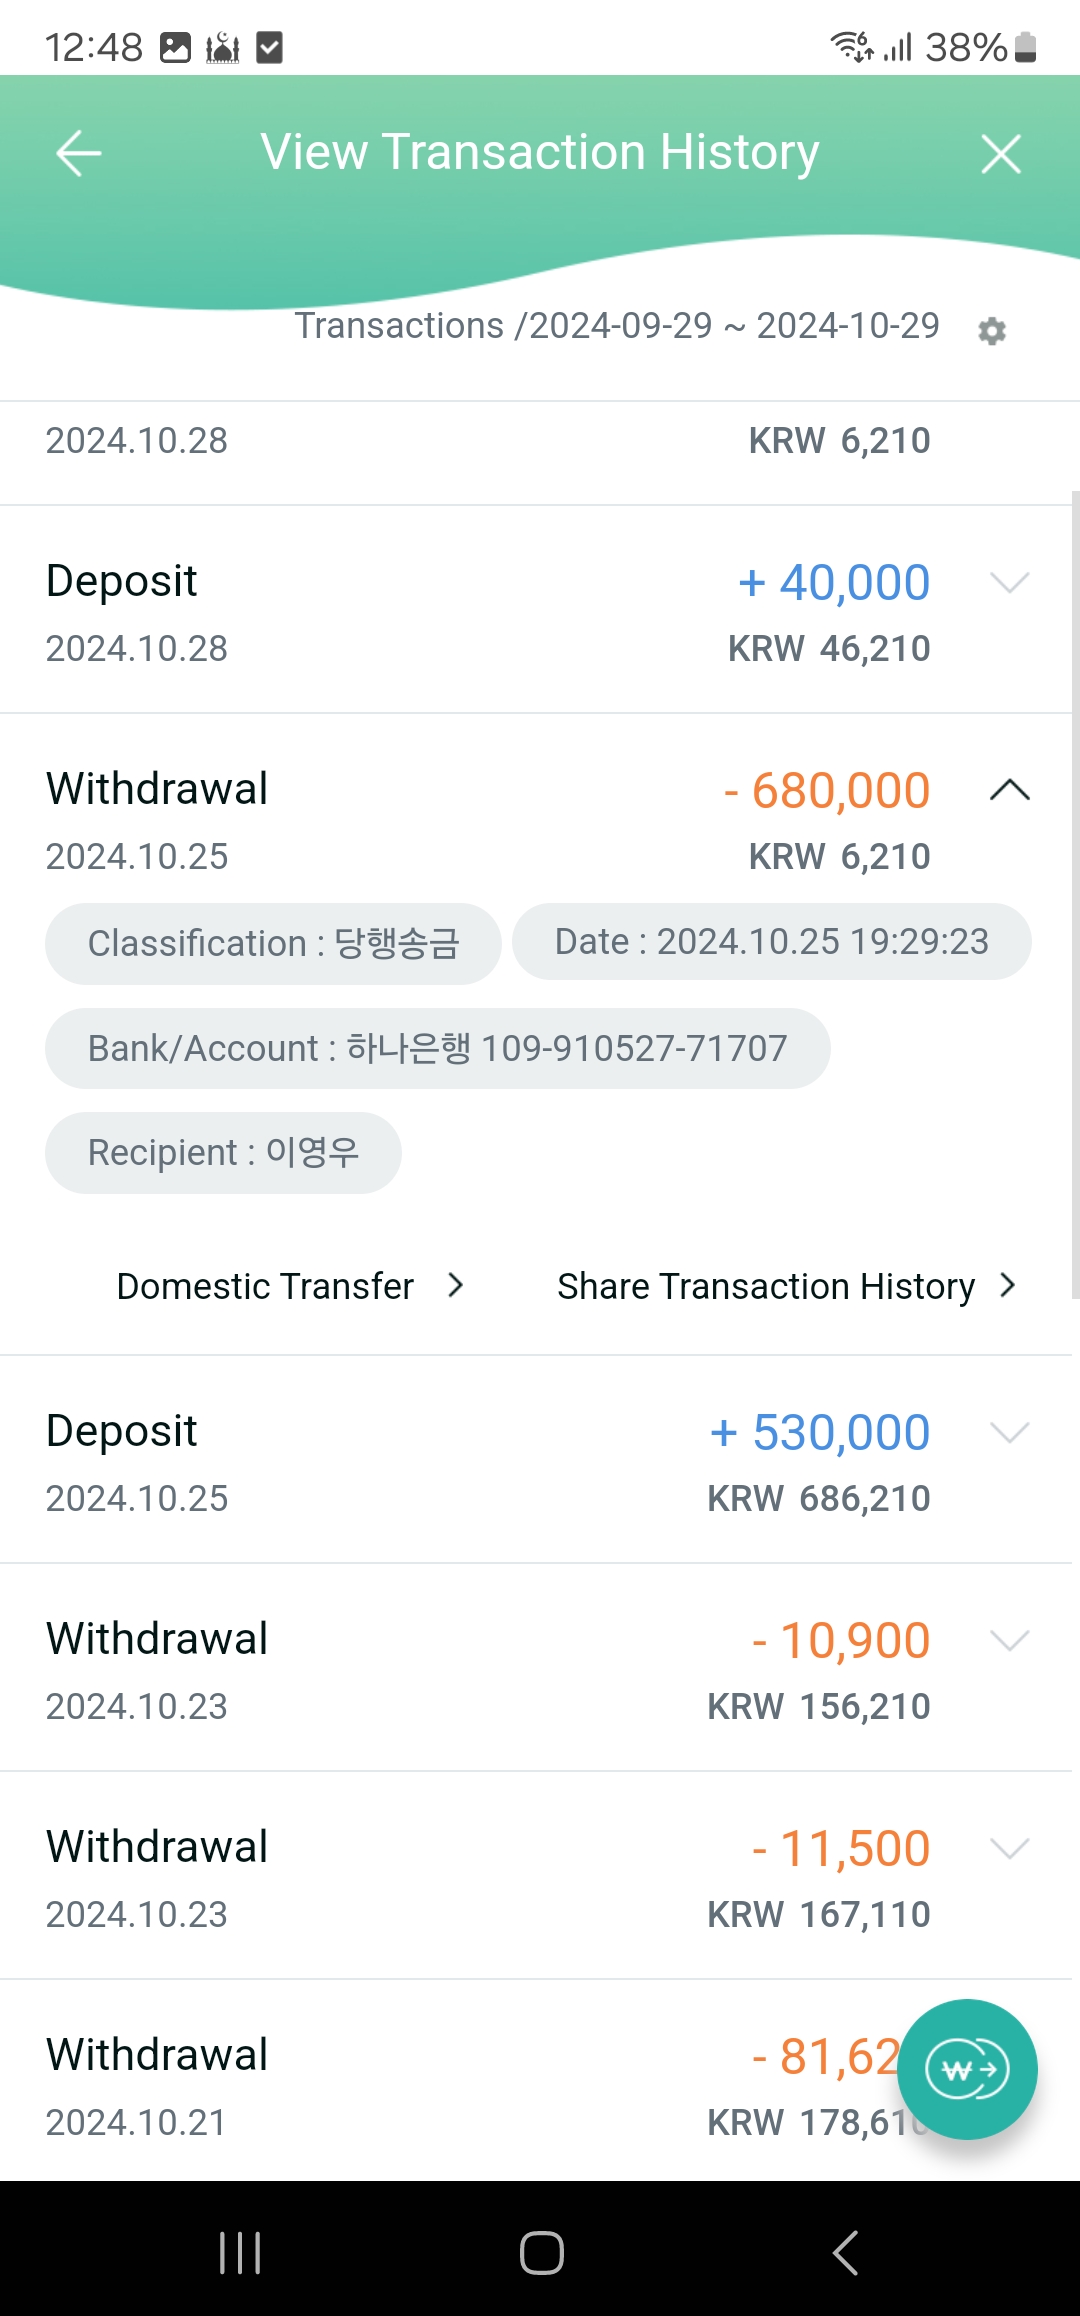 12:48 38%
View Transaction History
Transactions /2024-09-29 ~ 2024-10-29
2024.10.28 KRW 6,210
Deposit + 40,000
2024.10.28 KRW 46,210
Withdrawal - 680,000
2024.10.25 KRW 6,210
Classification : 당행송금 Date : 2024.10.25 19:29:23
Bank/Account : 하나은행 109-910527-71707
Recipient : 이영우
Domestic Transfer Share Transaction History
Deposit + 530,000
2024.10.25 KRW 686,210
Withdrawal - 10,900
2024.10.23 KRW 156,210
Withdrawal - 11,500
2024.10.23 KRW 167,110
Withdrawal - 81,62
2024.10.21 KRW 178,610